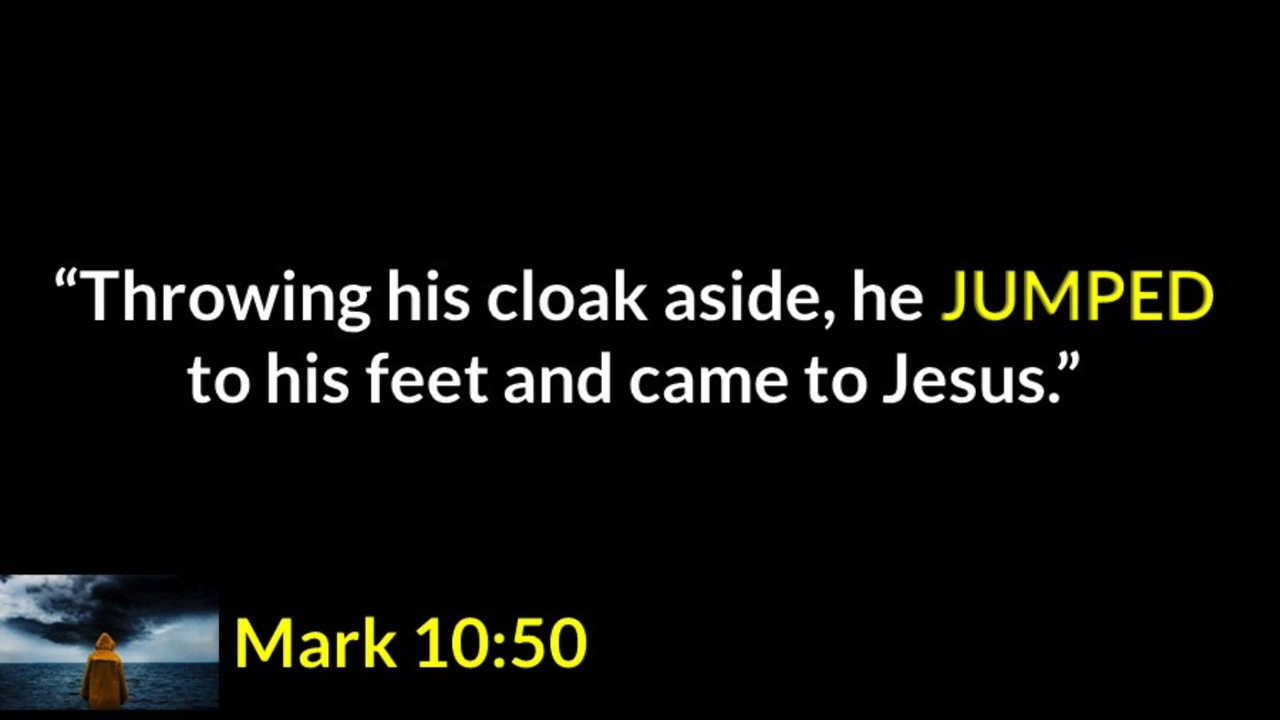 “Throwing his cloak aside, he JUMPED
to his feet and came to Jesus.”
Mark 10:50